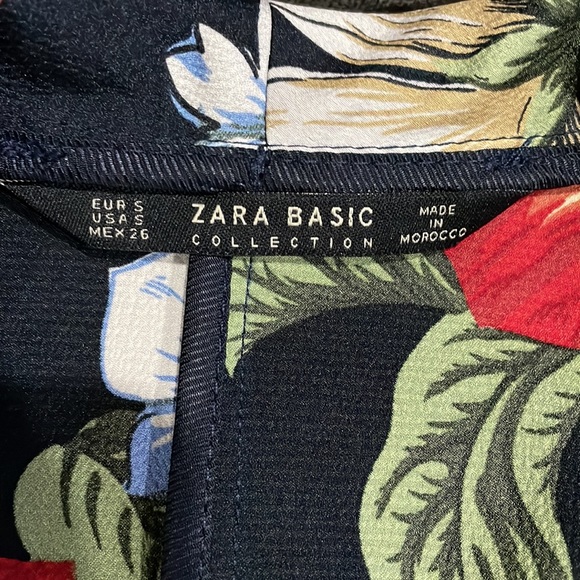 EUR S
USA S
MEX 26
ZARA BASIC
COLLECTION
MADE
IN
MOROCCO